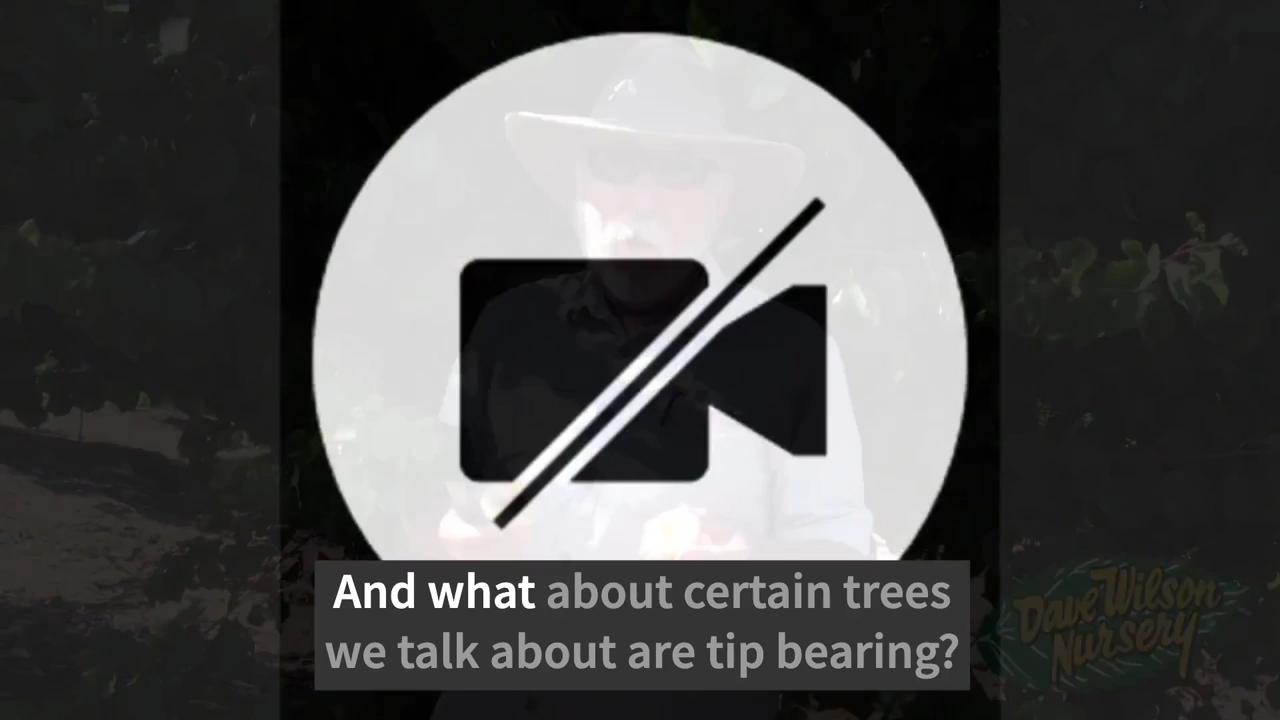 And what about certain trees
we talk about are tip bearing?
Dave Wilson
Nursery